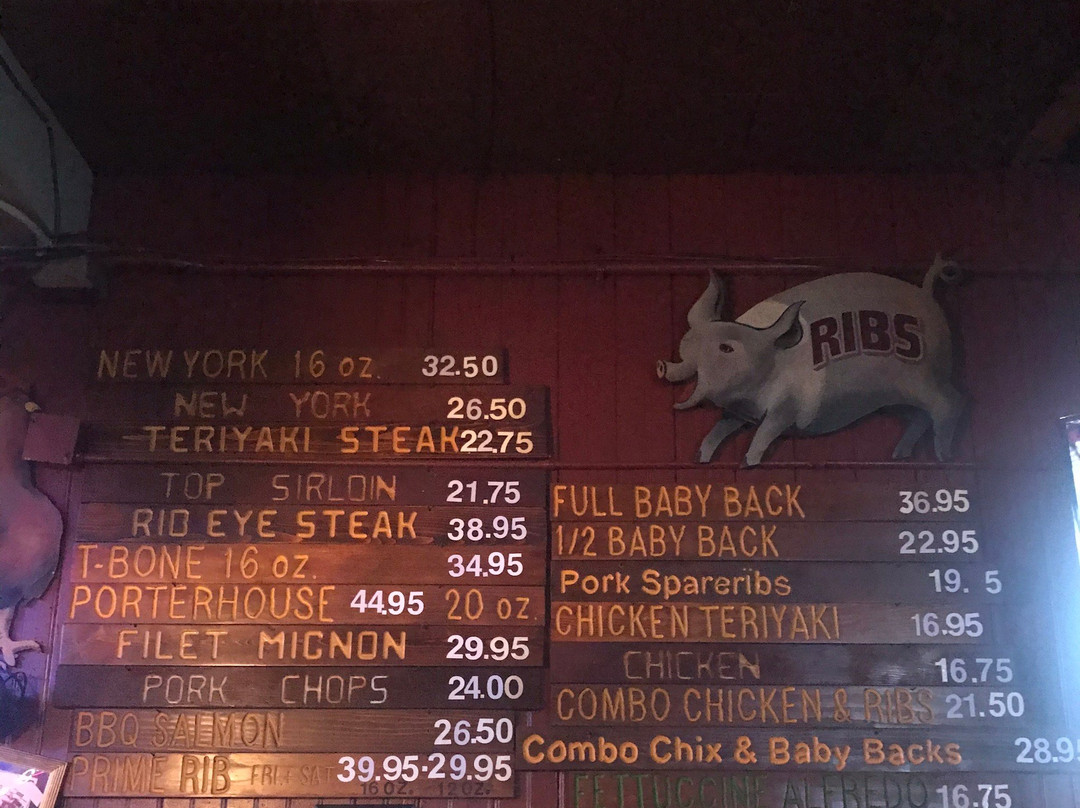 NEW YORK 16 oz. 32.50
NEW YORK 26.50
TERIYAKI STEAK 22.75
TOP SIRLOIN 21.75
RIB EYE STEAK 38.95
T-BONE 16 oz. 34.95
PORTERHOUSE 44.95 20 oz
FILET MIGNON 29.95
PORK CHOPS 24.00
BBQ SALMON 26.50
PRIME RIB FRI & SAT 39.95-29.95
16 OZ. 12 OZ.
RIBS
FULL BABY BACK 36.95
1/2 BABY BACK 22.95
Pork Spareribs 19. 5
CHICKEN TERIYAKI 16.95
CHICKEN 16.75
COMBO CHICKEN & RIBS 21.50
Combo Chix & Baby Backs 28.9
FETTUCCINE ALFREDO 16.75